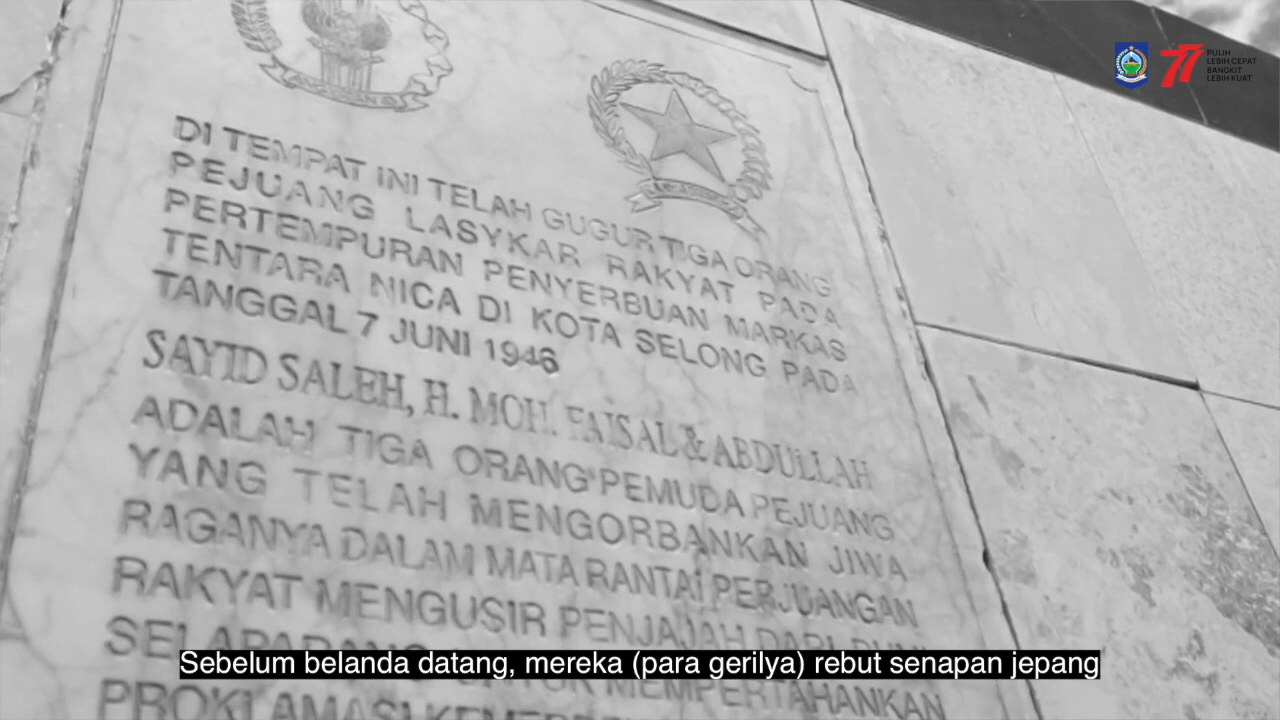 PULIH
LEBIH CEPAT
BANGKIT
LEBIH KUAT
77
DI TEMPAT INI TELAH GUGUR TIGA ORANG
PEJUANG LASYKAR RAKYAT PADA
PERTEMPURAN PENYERBUAN MARKAS
TENTARA NICA DI KOTA SELONG PADA
TANGGAL 7 JUNI 1946
SAYID SALEH, H. MOH. FAISAL & ABDULLAH
ADALAH TIGA ORANG PEMUDA PEJUANG
YANG TELAH MENGORBANKAN JIWA
RAGANYA DALAM MATA RANTAI PERJUANGAN
RAKYAT MENGUSIR PENJAJAH DARI
MEMPERTAHANKAN
Sebelum belanda datang, mereka (para gerilya) rebut senapan jepang